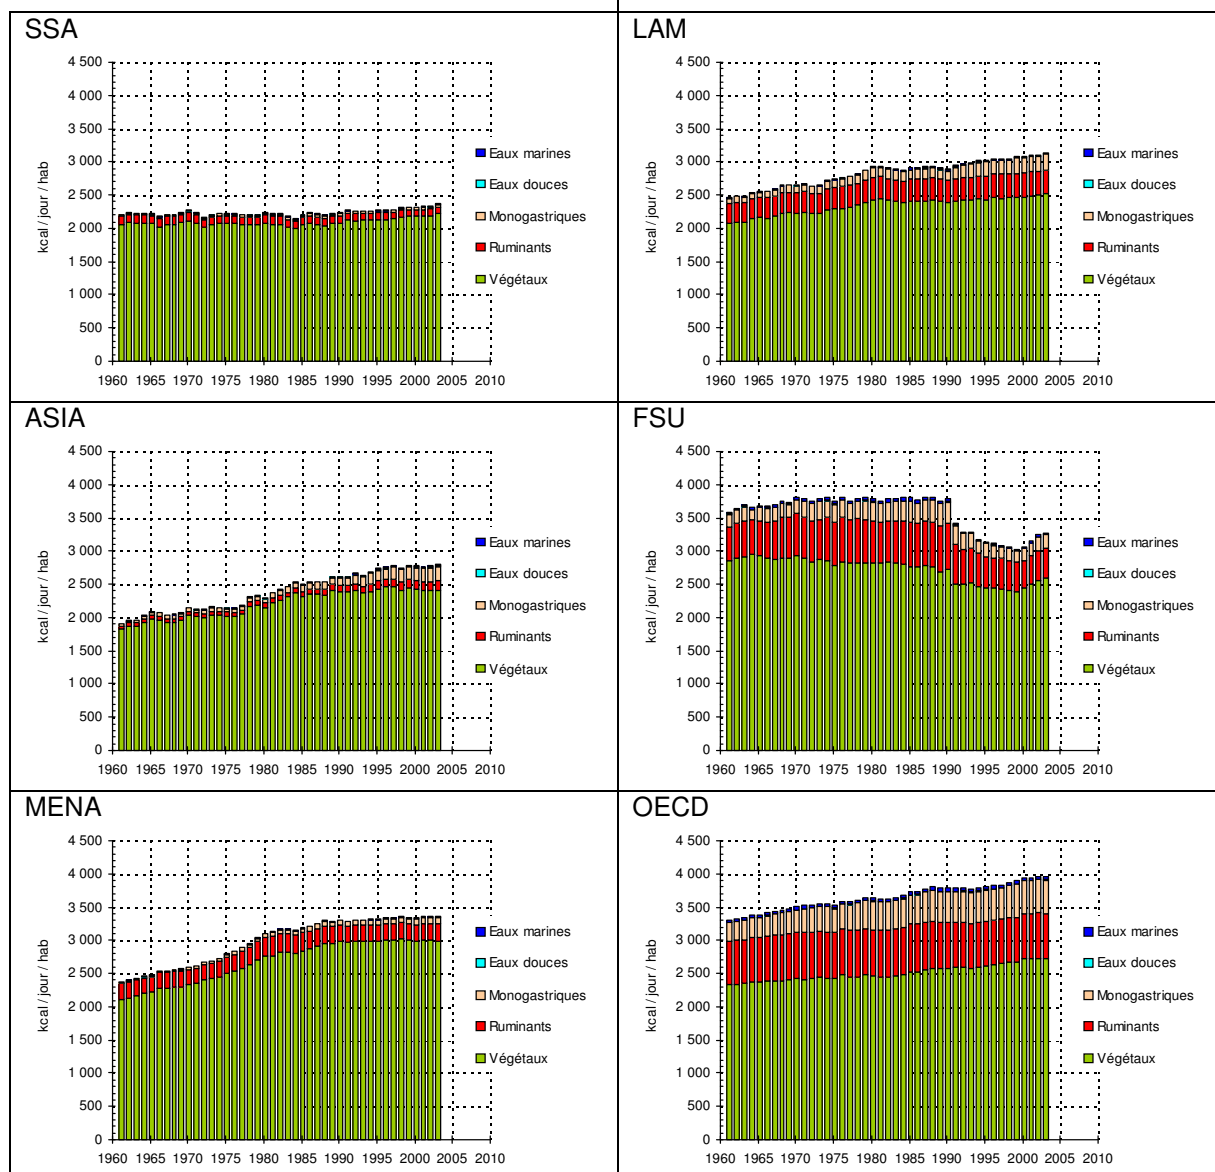 SSA
4 500
4 000
3 500
3 000
2 500
2 000
1 500
1 000
500
0
kcal / jour / hab
1960 1965 1970 1975 1980 1985 1990 1995 2000 2005 2010
Eaux marines
Eaux douces
Monogastriques
Ruminants
Végétaux
LAM
4 500
4 000
3 500
3 000
2 500
2 000
1 500
1 000
500
0
kcal / jour / hab
1960 1965 1970 1975 1980 1985 1990 1995 2000 2005 2010
Eaux marines
Eaux douces
Monogastriques
Ruminants
Végétaux
ASIA
4 500
4 000
3 500
3 000
2 500
2 000
1 500
1 000
500
0
kcal / jour / hab
1960 1965 1970 1975 1980 1985 1990 1995 2000 2005 2010
Eaux marines
Eaux douces
Monogastriques
Ruminants
Végétaux
FSU
4 500
4 000
3 500
3 000
2 500
2 000
1 500
1 000
500
0
kcal / jour / hab
1960 1965 1970 1975 1980 1985 1990 1995 2000 2005 2010
Eaux marines
Eaux douces
Monogastriques
Ruminants
Végétaux
MENA
4 500
4 000
3 500
3 000
2 500
2 000
1 500
1 000
500
0
kcal / jour / hab
1960 1965 1970 1975 1980 1985 1990 1995 2000 2005 2010
Eaux marines
Eaux douces
Monogastriques
Ruminants
Végétaux
OECD
4 500
4 000
3 500
3 000
2 500
2 000
1 500
1 000
500
0
kcal / jour / hab
1960 1965 1970 1975 1980 1985 1990 1995 2000 2005 2010
Eaux marines
Eaux douces
Monogastriques
Ruminants
Végétaux